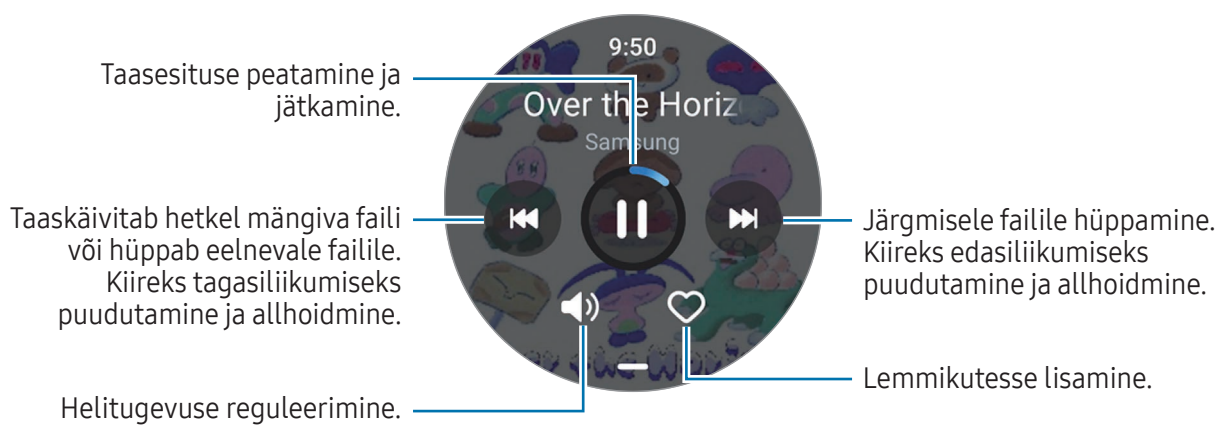 9:50
Taasesituse peatamine ja
jätkamine.
Over the Horiz
Samsung
Taaskäivitab hetkel mängiva faili
või hüppab eelnevale failile.
Kiireks tagasiliikumiseks
puudutamine ja allhoidmine.
Järgmisele failile hüppamine.
Kiireks edasiliikumiseks
puudutamine ja allhoidmine.
Lemmikutesse lisamine.
Helitugevuse reguleerimine.